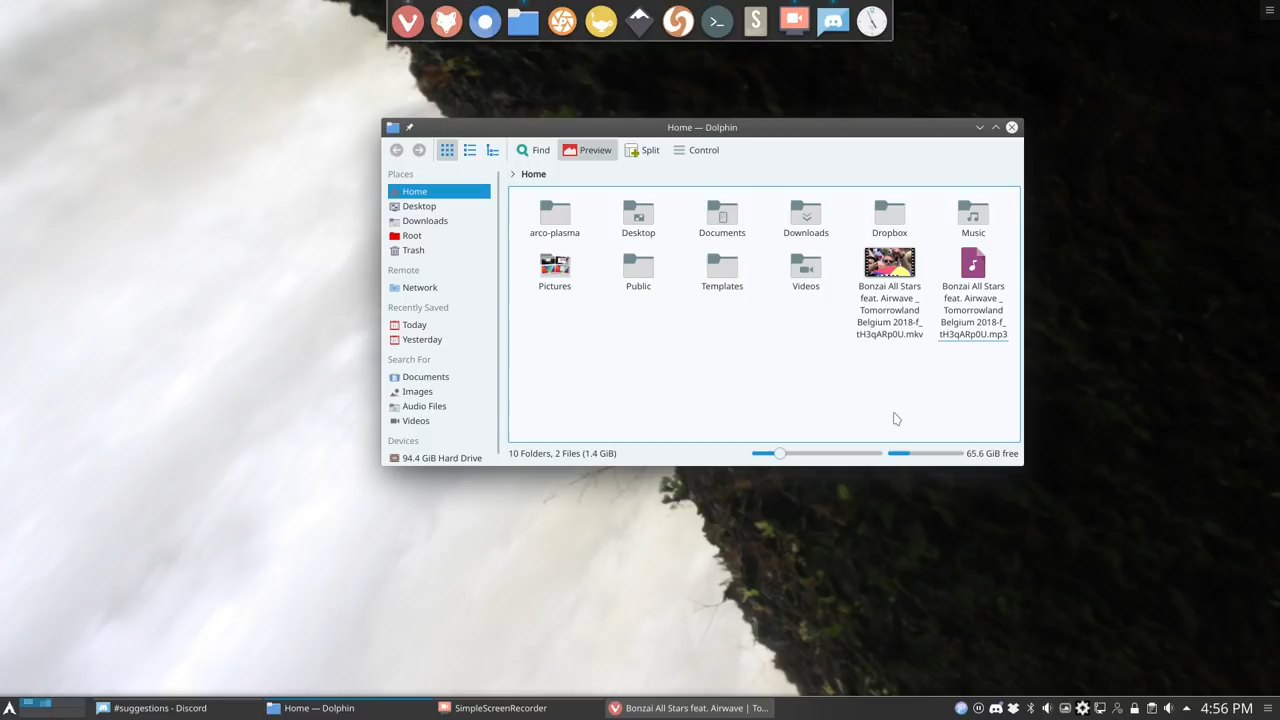 Home — Dolphin
Find
Preview
Split
Control
Places
Home
Desktop
Downloads
Root
Trash
Remote
Network
Recently Saved
Today
Yesterday
Search For
Documents
Images
Audio Files
Videos
Devices
94.4 GiB Hard Drive
Home
arco-plasma
Desktop
Documents
Downloads
Dropbox
Music
Pictures
Public
Templates
Videos
Bonzai All Stars
feat. Airwave _
Tomorrowland
Belgium 2018-f_
tH3qARp0U.mkv
Bonzai All Stars
feat. Airwave _
Tomorrowland
Belgium 2018-f_
tH3qARp0U.mp3
10 Folders, 2 Files (1.4 GiB)
65.6 GiB free
#suggestions - Discord
Home — Dolphin
SimpleScreenRecorder
Bonzai All Stars feat. Airwave | To...
4:56 PM